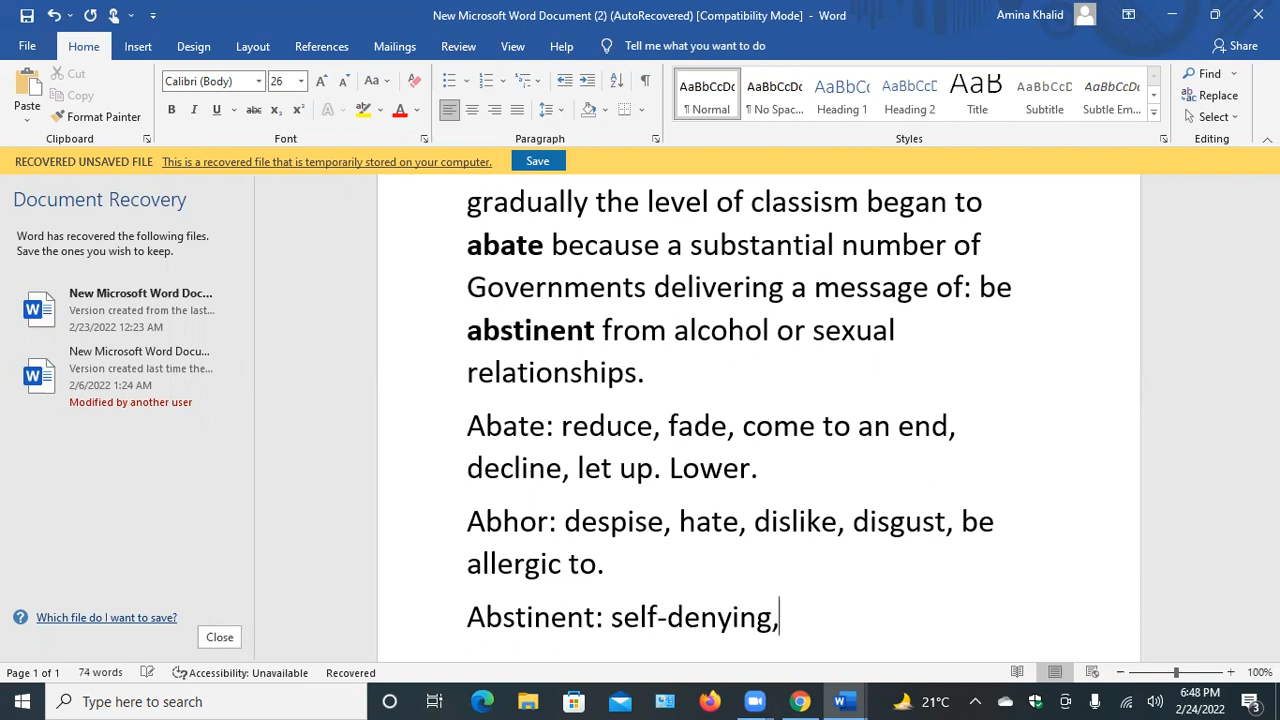 New Microsoft Word Document (2) (AutoRecovered) [Compatibility Mode] - Word
Amina Khalid
File Home Insert Design Layout References Mailings Review View Help Tell me what you want to do Share
Paste
Cut
Copy
Format Painter
Clipboard
Calibri (Body) 26
Font
Paragraph
AaBbCcDc AaBbCcDc AaBbCc AaBbCcD AaB AaBbCcD AaBbCcDc
¶ Normal ¶ No Spac... Heading 1 Heading 2 Title Subtitle Subtle Em...
Styles
Find
Replace
Select
Editing
RECOVERED UNSAVED FILE This is a recovered file that is temporarily stored on your computer. Save
Document Recovery
Word has recovered the following files.
Save the ones you wish to keep.
New Microsoft Word Doc...
Version created from the last...
2/23/2022 12:23 AM
New Microsoft Word Docu...
Version created last time the...
2/6/2022 1:24 AM
Modified by another user
Which file do I want to save?
Close
gradually the level of classism began to
abate because a substantial number of
Governments delivering a message of: be
abstinent from alcohol or sexual
relationships.
Abate: reduce, fade, come to an end,
decline, let up. Lower.
Abhor: despise, hate, dislike, disgust, be
allergic to.
Abstinent: self-denying,
Page 1 of 1 74 words Accessibility: Unavailable 100%
Type here to search
21°C
6:48 PM
2/24/2022
3